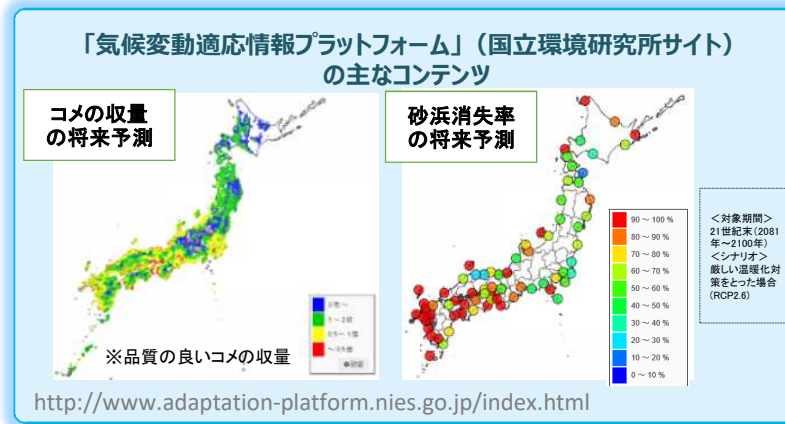 「気候変動適応情報プラットフォーム」（国立環境研究所サイト）
の主なコンテンツ
コメの収量
の将来予測
※品質の良いコメの収量
砂浜消失率
の将来予測
90 ～ 100 %
80 ～ 90 %
70 ～ 80 %
60 ～ 70 %
50 ～ 60 %
40 ～ 50 %
30 ～ 40 %
20 ～ 30 %
10 ～ 20 %
0 ～ 10 %
＜対象期間＞
21世紀末（2081
年～2100年）
＜シナリオ＞
厳しい温暖化対
策をとった場合
(RCP2.6)
http://www.adaptation-platform.nies.go.jp/index.html